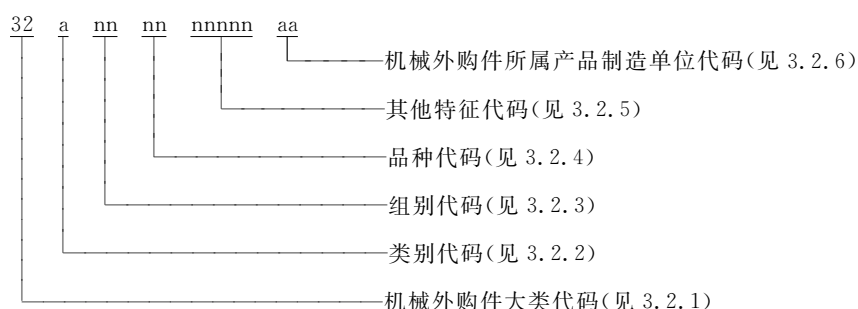 32 a nn nn nnnnn aa
机械外购件所属产品制造单位代码(见 3.2.6)
其他特征代码(见 3.2.5)
品种代码(见 3.2.4)
组别代码(见 3.2.3)
类别代码(见 3.2.2)
机械外购件大类代码(见 3.2.1)